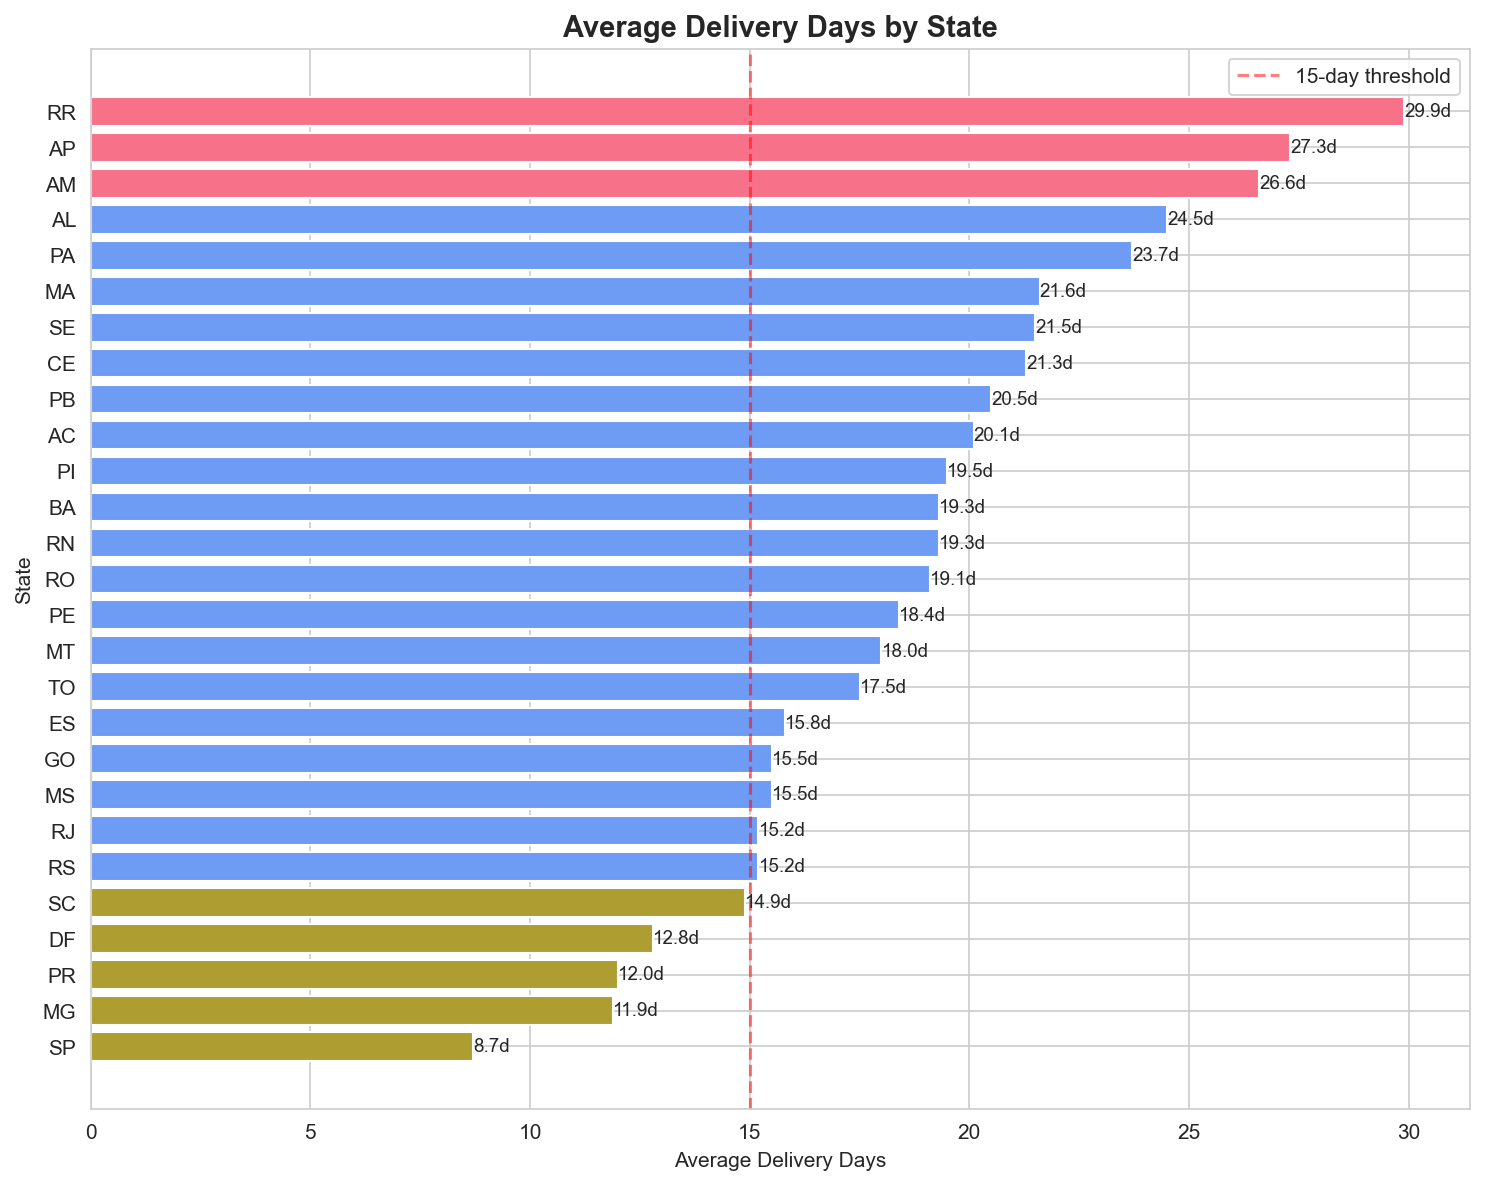 Average Delivery Days by State
15-day threshold
RR 29.9d
AP 27.3d
AM 26.6d
AL 24.5d
PA 23.7d
MA 21.6d
SE 21.5d
CE 21.3d
PB 20.5d
AC 20.1d
PI 19.5d
BA 19.3d
RN 19.3d
RO 19.1d
PE 18.4d
MT 18.0d
TO 17.5d
ES 15.8d
GO 15.5d
MS 15.5d
RJ 15.2d
RS 15.2d
SC 14.9d
DF 12.8d
PR 12.0d
MG 11.9d
SP 8.7d
State
0 5 10 15 20 25 30
Average Delivery Days